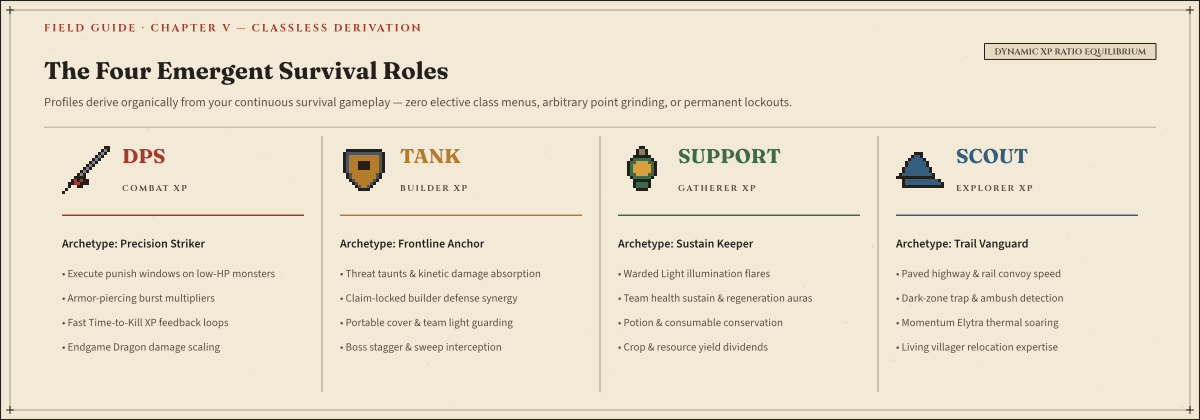 FIELD GUIDE · CHAPTER V — CLASSLESS DERIVATION
DYNAMIC XP RATIO EQUILIBRIUM
The Four Emergent Survival Roles
Profiles derive organically from your continuous survival gameplay — zero elective class menus, arbitrary point grinding, or permanent lockouts.
DPS
COMBAT XP
Archetype: Precision Striker
• Execute punish windows on low-HP monsters
• Armor-piercing burst multipliers
• Fast Time-to-Kill XP feedback loops
• Endgame Dragon damage scaling
TANK
BUILDER XP
Archetype: Frontline Anchor
• Threat taunts & kinetic damage absorption
• Claim-locked builder defense synergy
• Portable cover & team light guarding
• Boss stagger & sweep interception
SUPPORT
GATHERER XP
Archetype: Sustain Keeper
• Warded Light illumination flares
• Team health sustain & regeneration auras
• Potion & consumable conservation
• Crop & resource yield dividends
SCOUT
EXPLORER XP
Archetype: Trail Vanguard
• Paved highway & rail convoy speed
• Dark-zone trap & ambush detection
• Momentum Elytra thermal soaring
• Living villager relocation expertise